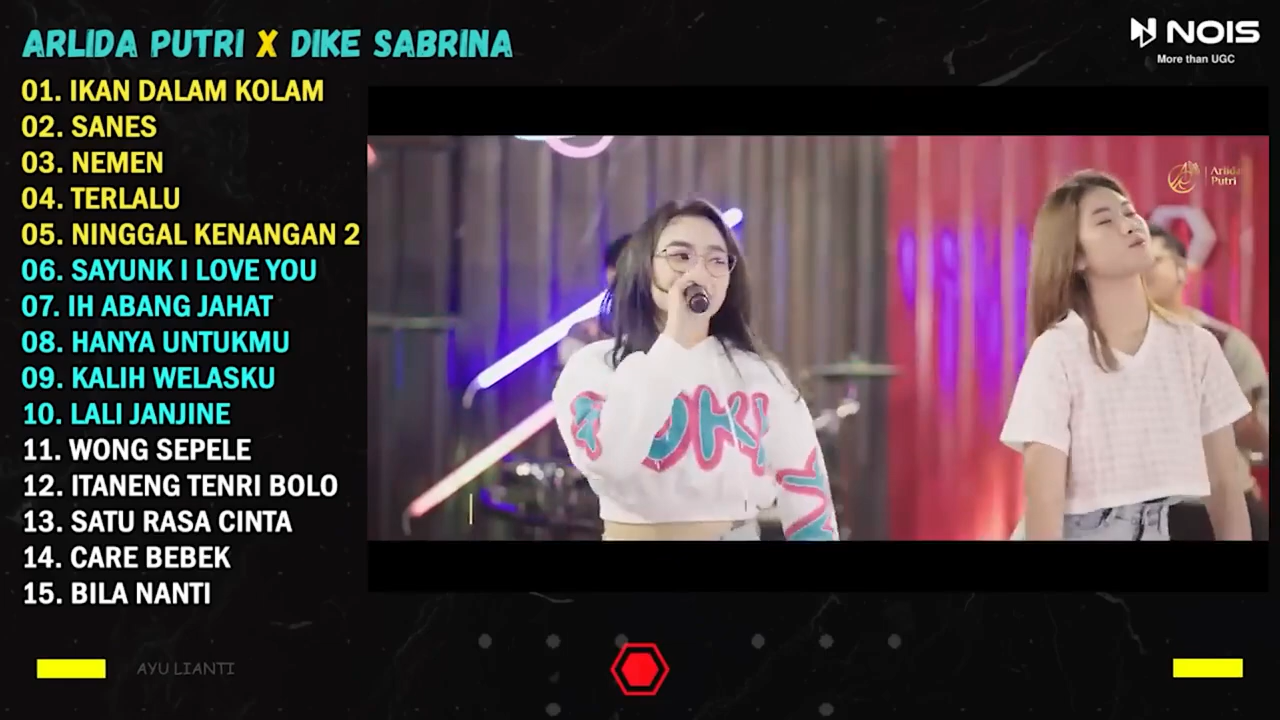 ARLIDA PUTRI X DIKE SABRINA
01. IKAN DALAM KOLAM
02. SANES
03. NEMEN
04. TERLALU
05. NINGGAL KENANGAN 2
06. SAYUNK I LOVE YOU
07. IH ABANG JAHAT
08. HANYA UNTUKMU
09. KALIH WELASKU
10. LALI JANJINE
11. WONG SEPELE
12. ITANENG TENRI BOLO
13. SATU RASA CINTA
14. CARE BEBEK
15. BILA NANTI
NOIS
More than UGC
Arlida
Putri
AYU LIANTI